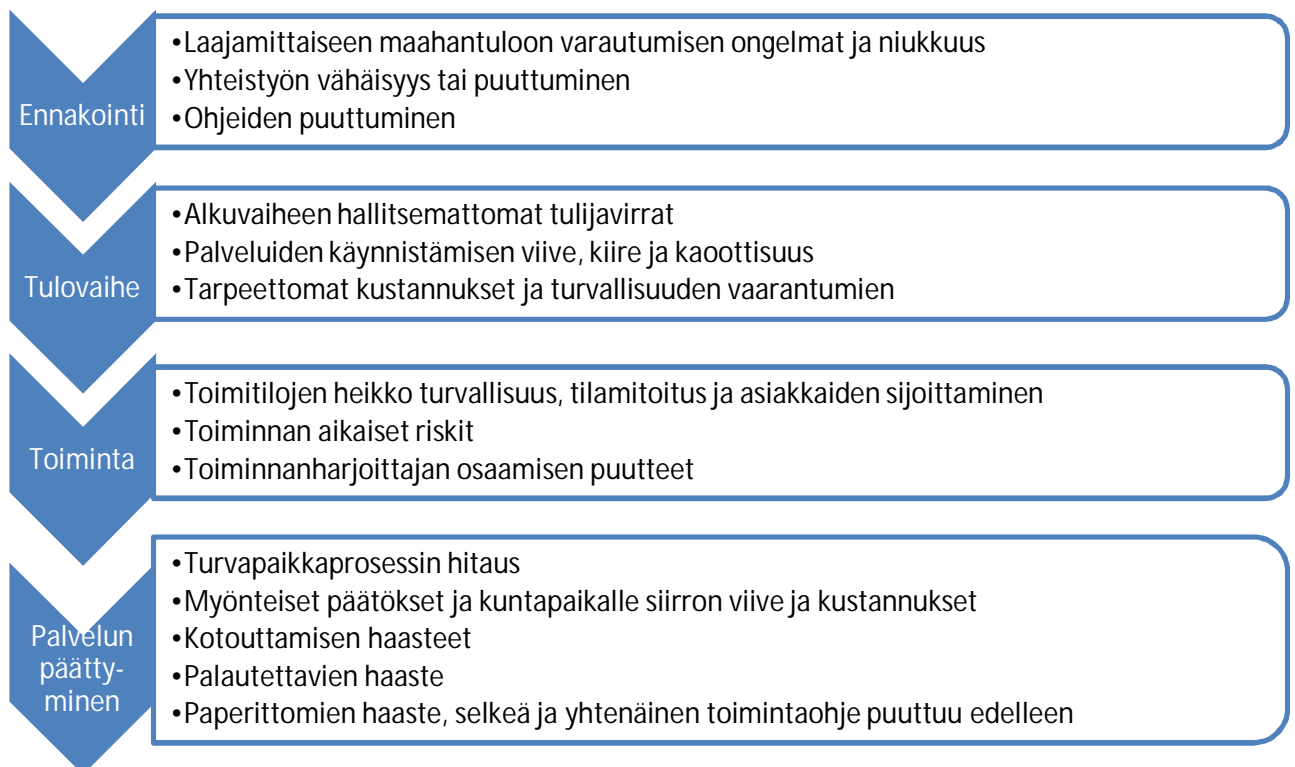 Ennakointi
•Laajamittaiseen maahantuloon varautumisen ongelmat ja niukkuus
•Yhteistyön vähäisyys tai puuttuminen
•Ohjeiden puuttuminen
Tulovaihe
•Alkuvaiheen hallitsemattomat tulijavirrat
•Palveluiden käynnistämisen viive, kiire ja kaoottisuus
•Tarpeettomat kustannukset ja turvallisuuden vaarantumien
Toiminta
•Toimitilojen heikko turvallisuus, tilamitoitus ja asiakkaiden sijoittaminen
•Toiminnan aikaiset riskit
•Toiminnanharjoittajan osaamisen puutteet
Palvelun
päätty-
minen
•Turvapaikkaprosessin hitaus
•Myönteiset päätökset ja kuntapaikalle siirron viive ja kustannukset
•Kotouttamisen haasteet
•Palautettavien haaste
•Paperittomien haaste, selkeä ja yhtenäinen toimintaohje puuttuu edelleen